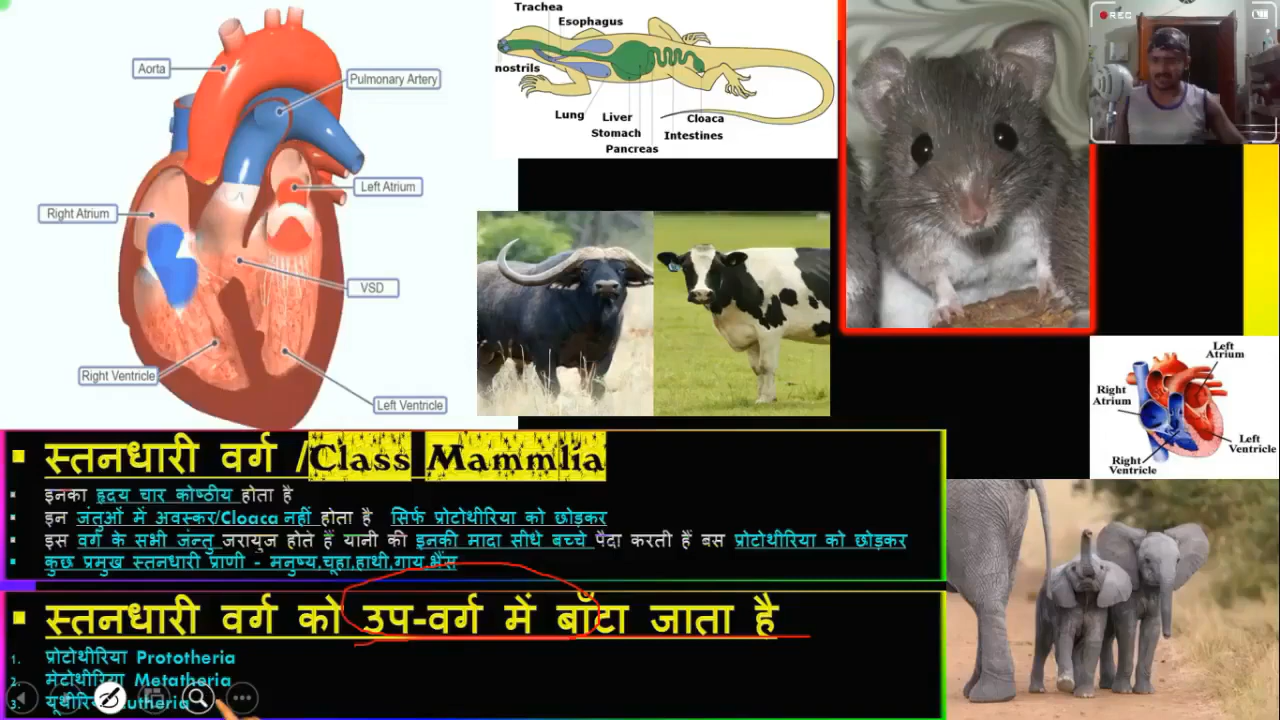 Trachea
Esophagus
nostrils
Lung
Liver
Stomach
Pancreas
Cloaca
Intestines
REC
Aorta
Pulmonary Artery
Left Atrium
Right Atrium
VSD
Right Ventricle
Left Ventricle
Left
Atrium
Right
Atrium
Left
Ventricle
Right
Ventricle
स्तनधारी वर्ग /Class Mammlia
इनका हृदय चार कोष्ठीय होता है
इन जंतुओं में अवस्कर/Cloaca नहीं होता है सिर्फ प्रोटोथीरिया को छोड़कर
इस वर्ग के सभी जन्तु जरायुज होते हैं यानी की इनकी मादा सीधे बच्चे पैदा करती हैं बस प्रोटोथीरिया को छोड़कर
कुछ प्रमुख स्तनधारी प्राणी - मनुष्य,चूहा,हाथी,गाय,भैंस
स्तनधारी वर्ग को उप-वर्ग में बाँटा जाता है
1. प्रोटोथीरिया Prototheria
2. मेटोथीरिया Metatheria
3.